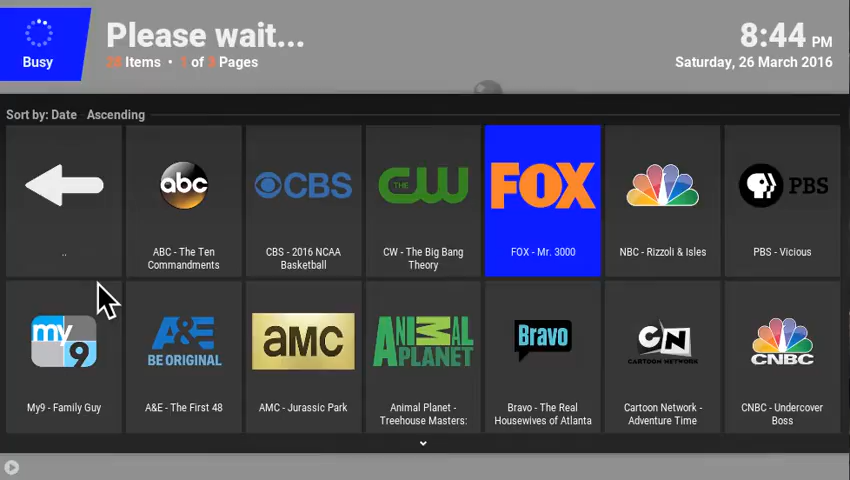 Busy
Please wait...
28 Items • 1 of 3 Pages
8:44 PM
Saturday, 26 March 2016
Sort by: Date Ascending
abc
CBS
THE CW
FOX
PBS
..
ABC - The Ten
Commandments
CBS - 2016 NCAA
Basketball
CW - The Big Bang
Theory
FOX - Mr. 3000
NBC - Rizzoli & Isles
PBS - Vicious
my 9
A&E
BE ORIGINAL
aMC
ANIMAL
PLANET
Bravo
CN
CARTOON NETWORK
CNBC
My9 - Family Guy
A&E - The First 48
AMC - Jurassic Park
Animal Planet -
Treehouse Masters:
Bravo - The Real
Housewives of Atlanta
Cartoon Network -
Adventure Time
CNBC - Undercover
Boss